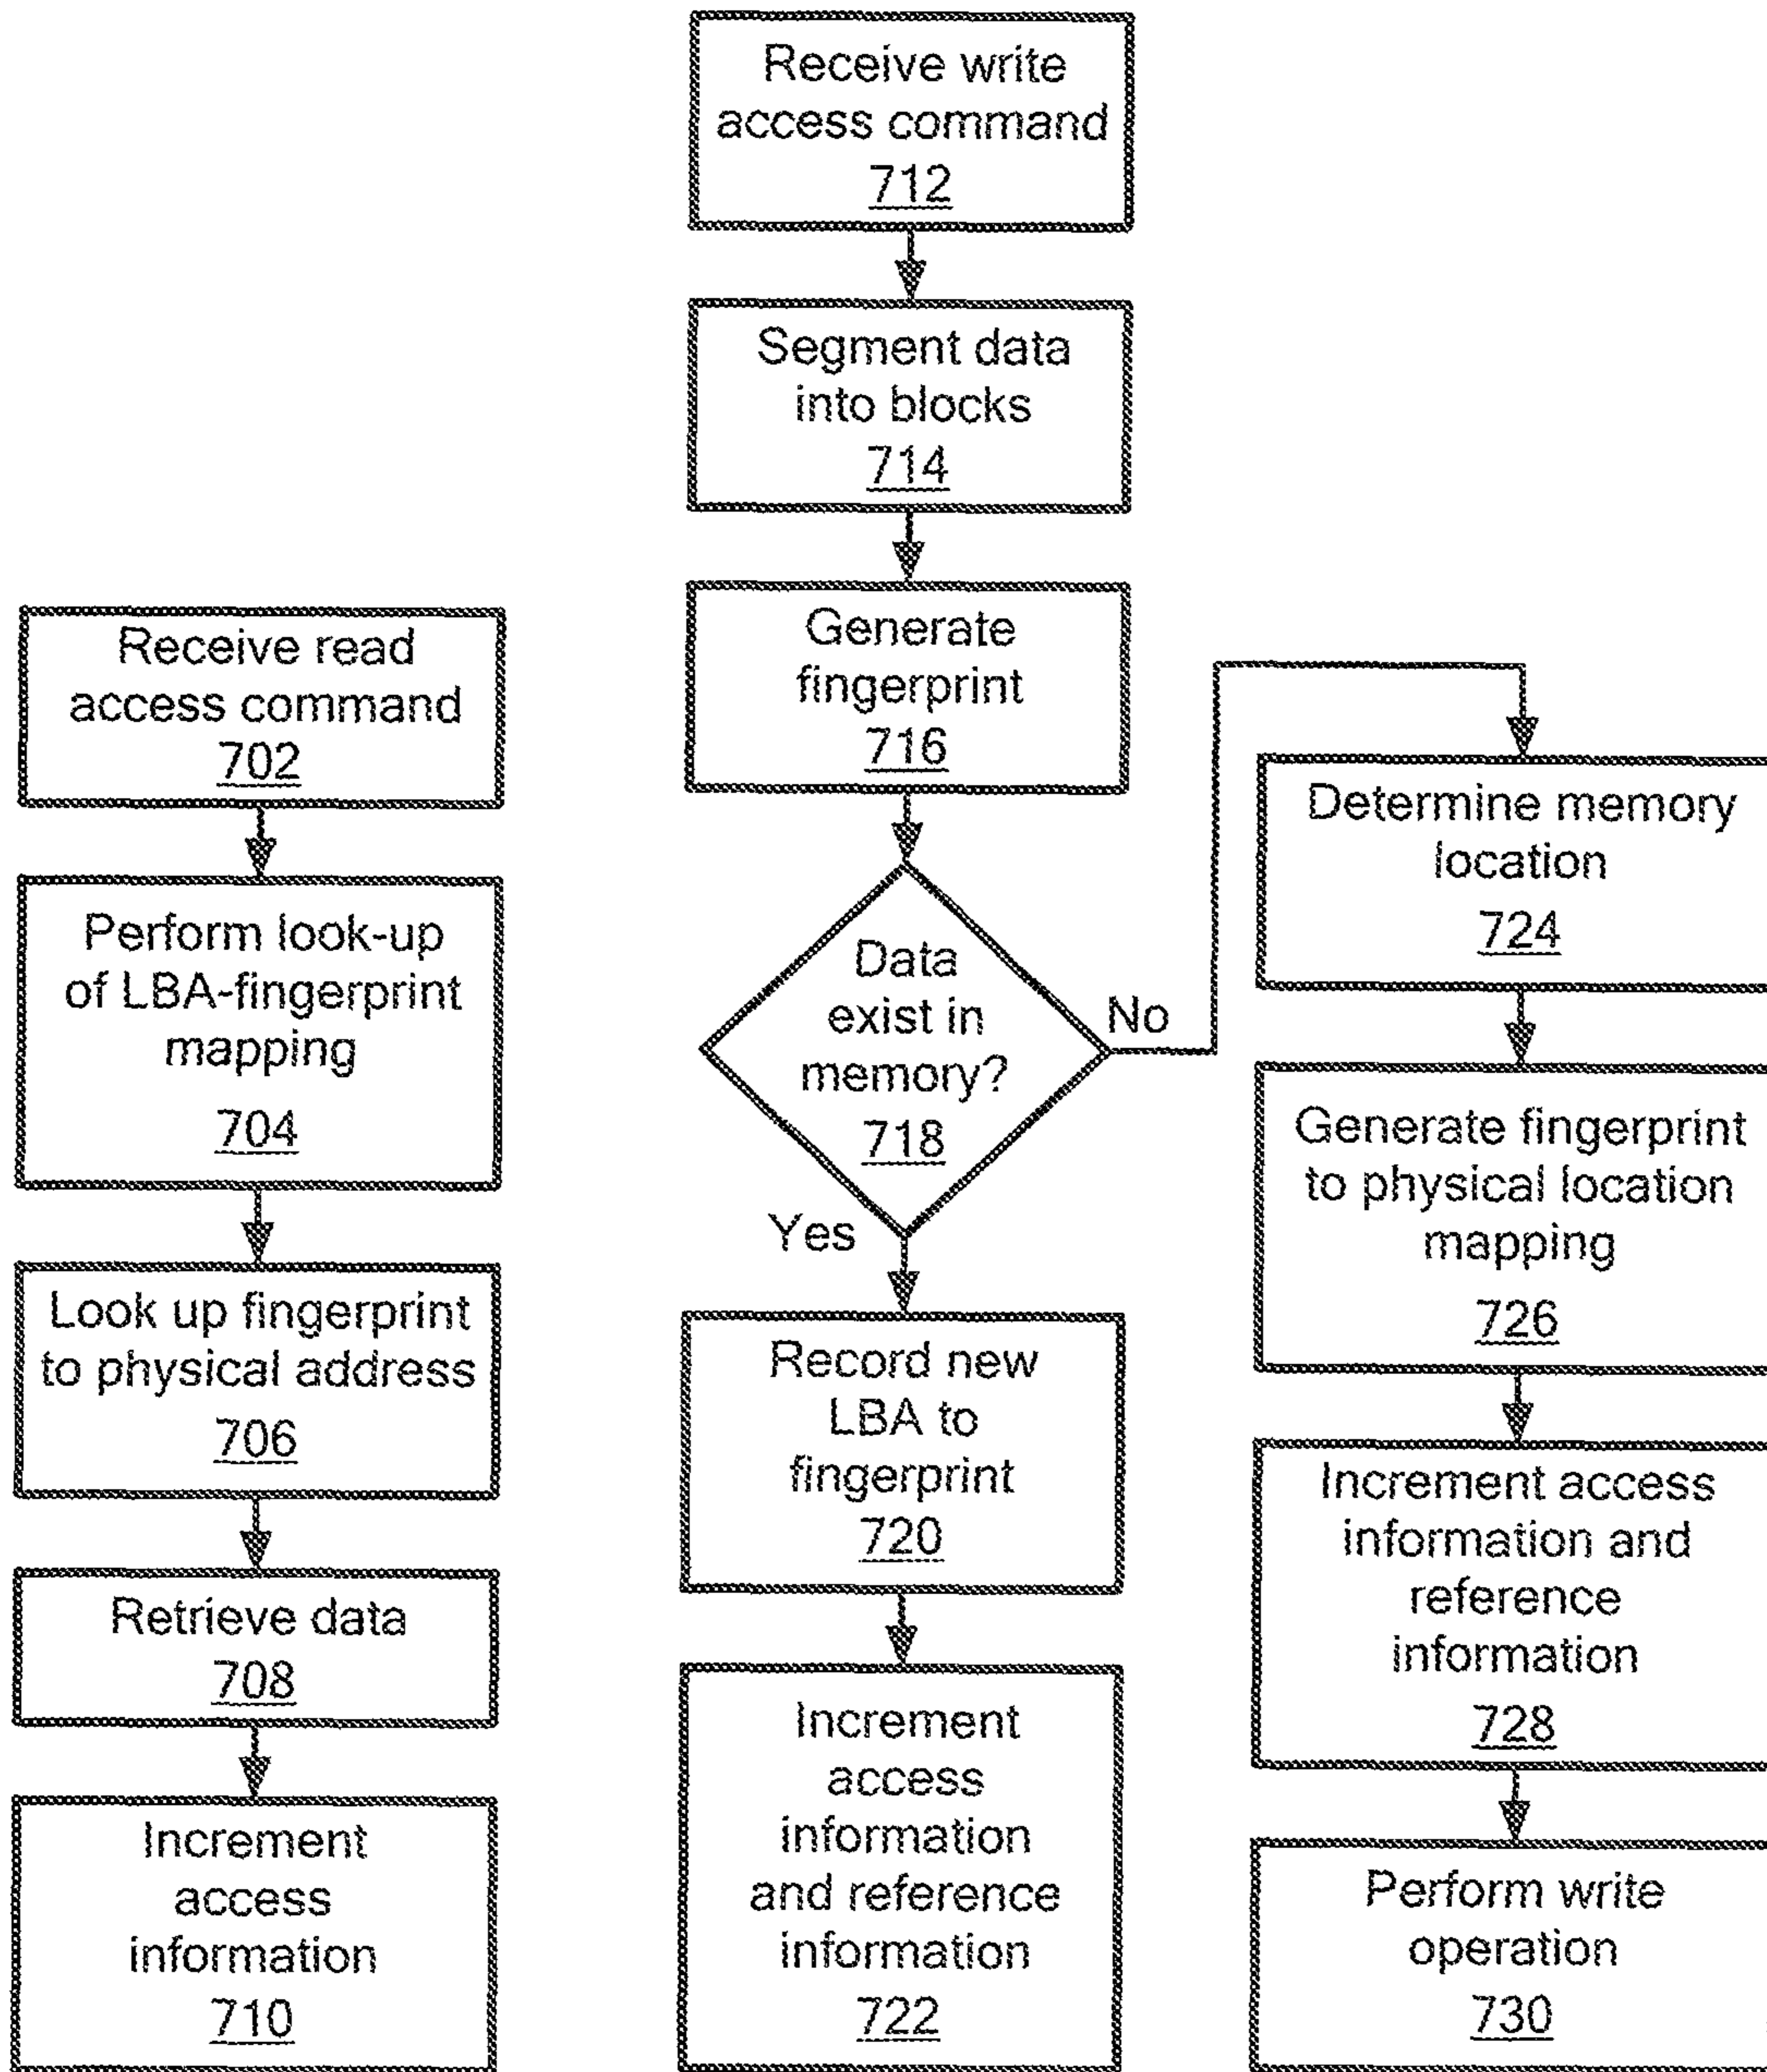 Receive read
access command
702
Perform look-up
of LBA-fingerprint
mapping
704
Look up fingerprint
to physical address
706
Retrieve data
708
Increment
access
information
710
Receive write
access command
712
Segment data
into blocks
714
Generate
fingerprint
716
Data
exist in
memory?
718
No
Yes
Record new
LBA to
fingerprint
720
Increment
access
information
and reference
information
722
Determine memory
location
724
Generate fingerprint
to physical location
mapping
726
Increment access
information and
reference
information
728
Perform write
operation
730